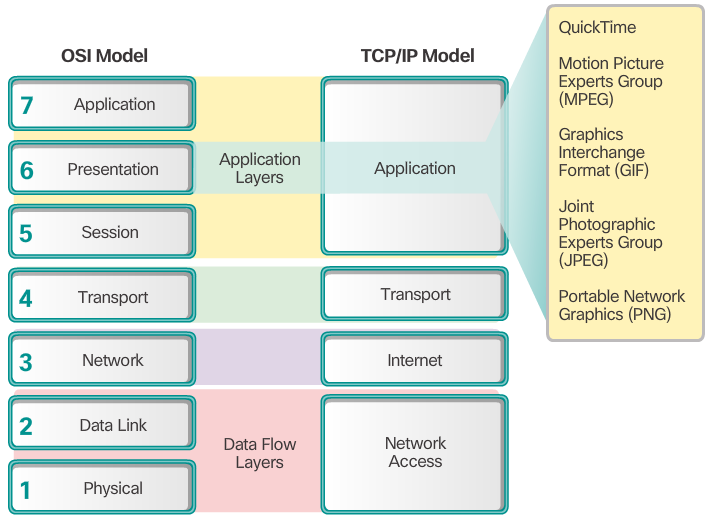 OSI Model
TCP/IP Model
7 Application
6 Presentation
5 Session
4 Transport
3 Network
2 Data Link
1 Physical
Application
Layers
Data Flow
Layers
Application
Transport
Internet
Network
Access
QuickTime
Motion Picture
Experts Group
(MPEG)
Graphics
Interchange
Format (GIF)
Joint
Photographic
Experts Group
(JPEG)
Portable Network
Graphics (PNG)